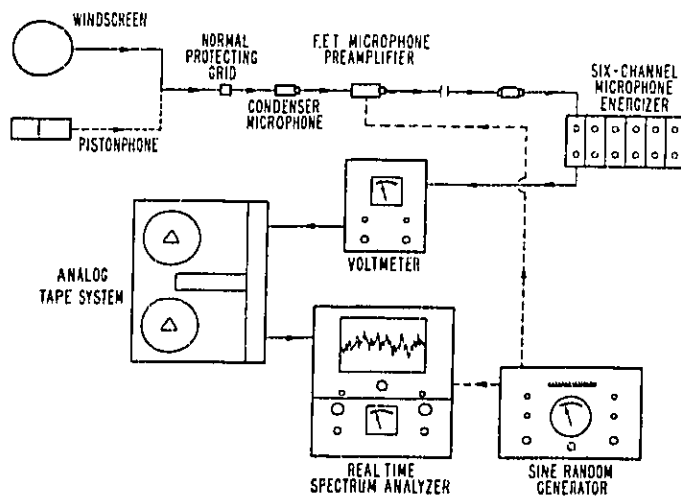 WINDSCREEN
NORMAL
PROTECTING
GRID
F.E.T MICROPHONE
PREAMPLIFIER
SIX-CHANNEL
MICROPHONE
ENERGIZER
CONDENSER
MICROPHONE
PISTONPHONE
VOLTMETER
ANALOG
TAPE SYSTEM
REAL TIME
SPECTRUM ANALYZER
SINE RANDOM
GENERATOR